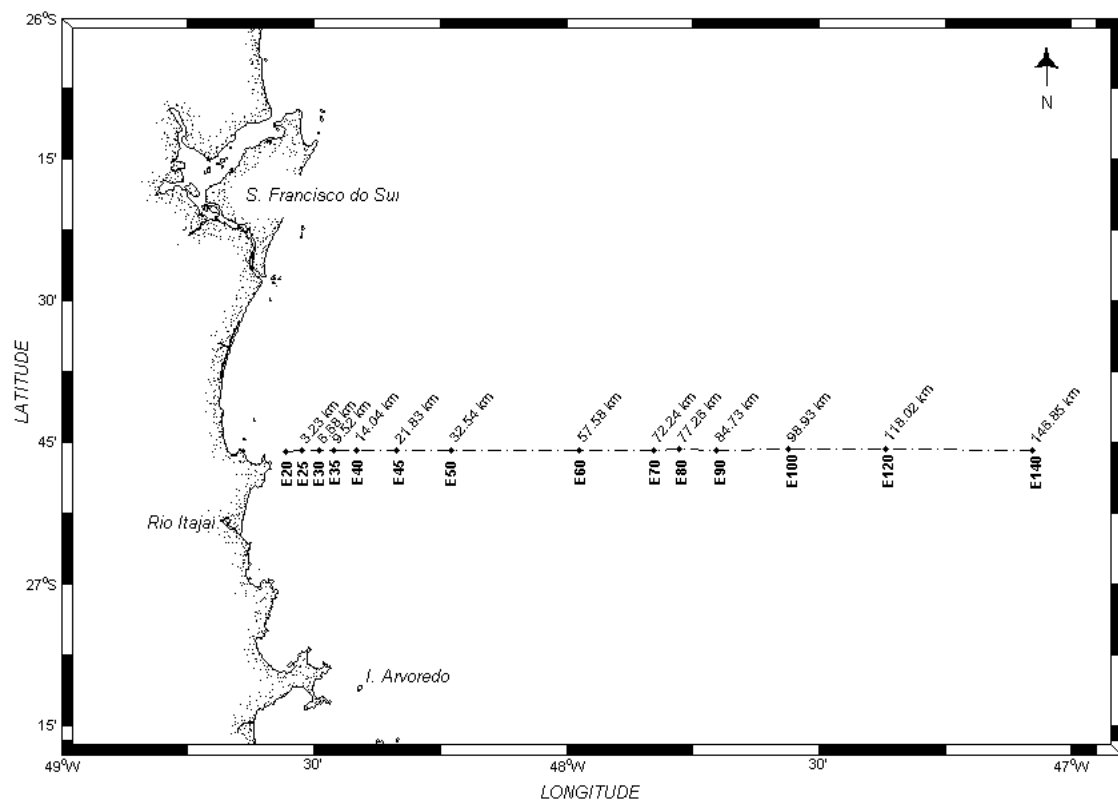 26°S
N
15'
S. Francisco do Sul
30'
LATITUDE
3.23 km
6.68 km
9.52 km
14.04 km
21.83 km
32.54 km
57.58 km
72.24 km
77.28 km
84.73 km
98.93 km
118.02 km
146.85 km
45'
E20
E25
E30
E35
E40
E45
E50
E60
E70
E80
E90
E100
E120
E140
Rio Itajaí
27°S
I. Arvoredo
15'
49°W
30'
48°W
30'
47°W
LONGITUDE